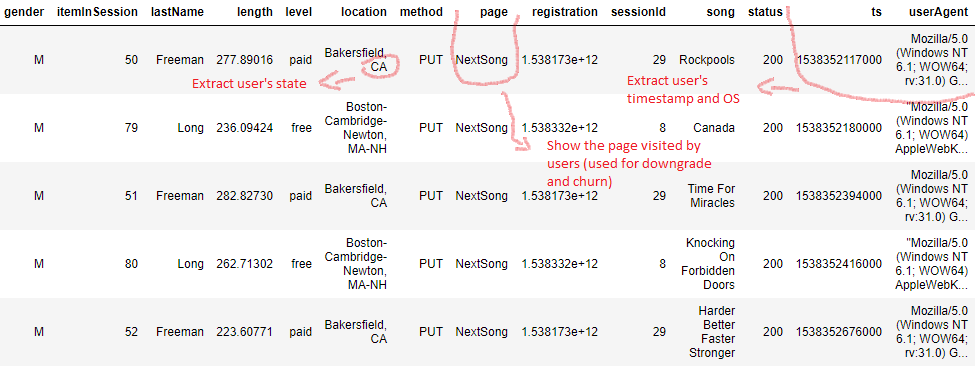 gender itemInSession lastName length level location method page registration sessionId song status ts userAgent
M 50 Freeman 277.89016 paid Bakersfield, CA PUT NextSong 1.538173e+12 29 Rockpools 200 1538352117000 Mozilla/5.0 (Windows NT 6.1; WOW64; rv:31.0) G...
Extract user's state
Extract user's
timestamp and OS
M 79 Long 236.09424 free Boston-Cambridge-Newton, MA-NH PUT NextSong 1.538332e+12 8 Canada 200 1538352180000 "Mozilla/5.0 (Windows NT 6.1; WOW64) AppleWebK...
Show the page visited by
users (used for downgrade
and churn)
M 51 Freeman 282.82730 paid Bakersfield, CA PUT NextSong 1.538173e+12 29 Time For Miracles 200 1538352394000 Mozilla/5.0 (Windows NT 6.1; WOW64; rv:31.0) G...
M 80 Long 262.71302 free Boston-Cambridge-Newton, MA-NH PUT NextSong 1.538332e+12 8 Knocking On Forbidden Doors 200 1538352416000 "Mozilla/5.0 (Windows NT 6.1; WOW64) AppleWebK...
M 52 Freeman 223.60771 paid Bakersfield, CA PUT NextSong 1.538173e+12 29 Harder Better Faster Stronger 200 1538352676000 Mozilla/5.0 (Windows NT 6.1; WOW64; rv:31.0) G...